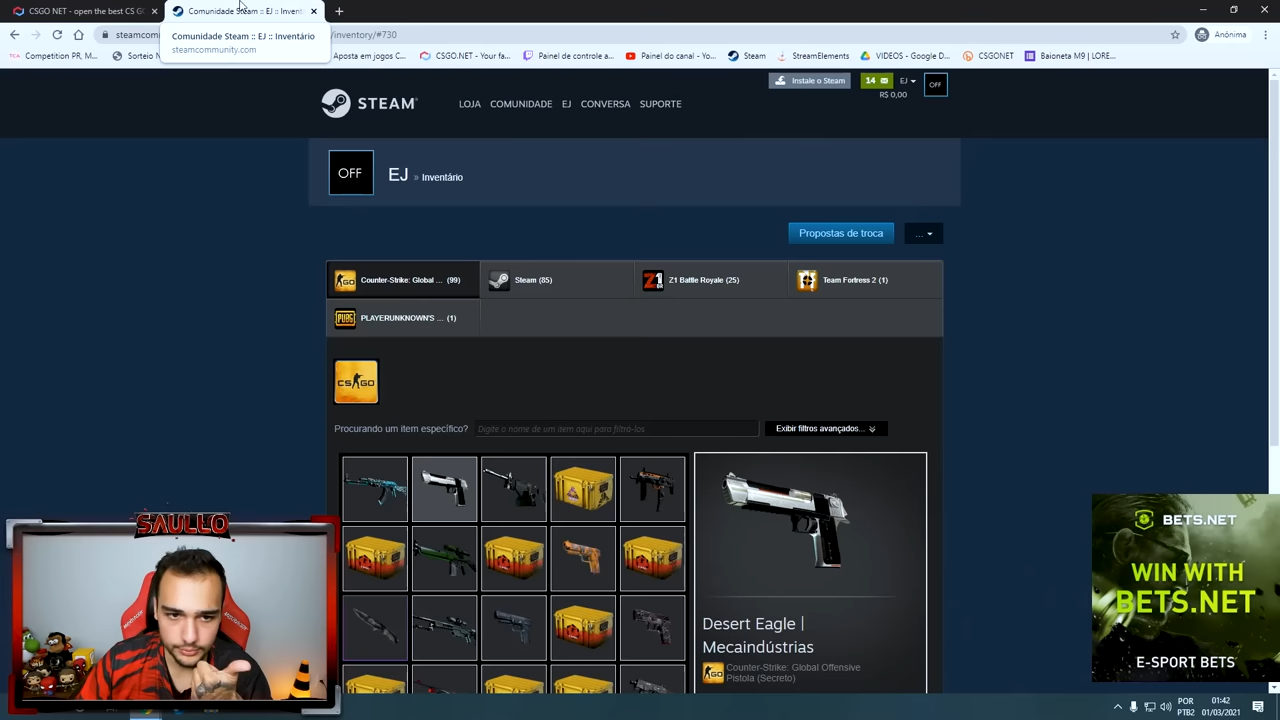 CSGO NET - open the best CS G
Comunidade Steam :: EJ :: Invent
steamcomm
/inventory/#730
Anônima
Comunidade Steam :: EJ :: Inventário
steamcommunity.com
Competition PR, M...
Sorteio N
Aposta em jogos C...
CSGO.NET - Your fa...
Painel de controle a...
Painel do canal - Yo...
Steam
StreamElements
VIDEOS - Google D...
CSGONET
Baioneta M9 | LORE...
STEAM
LOJA COMUNIDADE EJ CONVERSA SUPORTE
Instale o Steam
14
EJ
R$ 0,00
OFF
OFF
EJ » Inventário
Propostas de troca
...
Counter-Strike: Global ... (99)
Steam (85)
Z1 Battle Royale (25)
Team Fortress 2 (1)
PUBG
PLAYERUNKNOWN'S ... (1)
CS GO
Procurando um item específico?
Digite o nome de um item aqui para filtrá-los
Exibir filtros avançados...
Desert Eagle |
Mecaindústrias
Counter-Strike: Global Offensive
Pistola (Secreto)
SAULLO
BETS.NET
WIN WITH
BETS.NET
E-SPORT BETS
POR
PTB2
01:42
01/03/2021